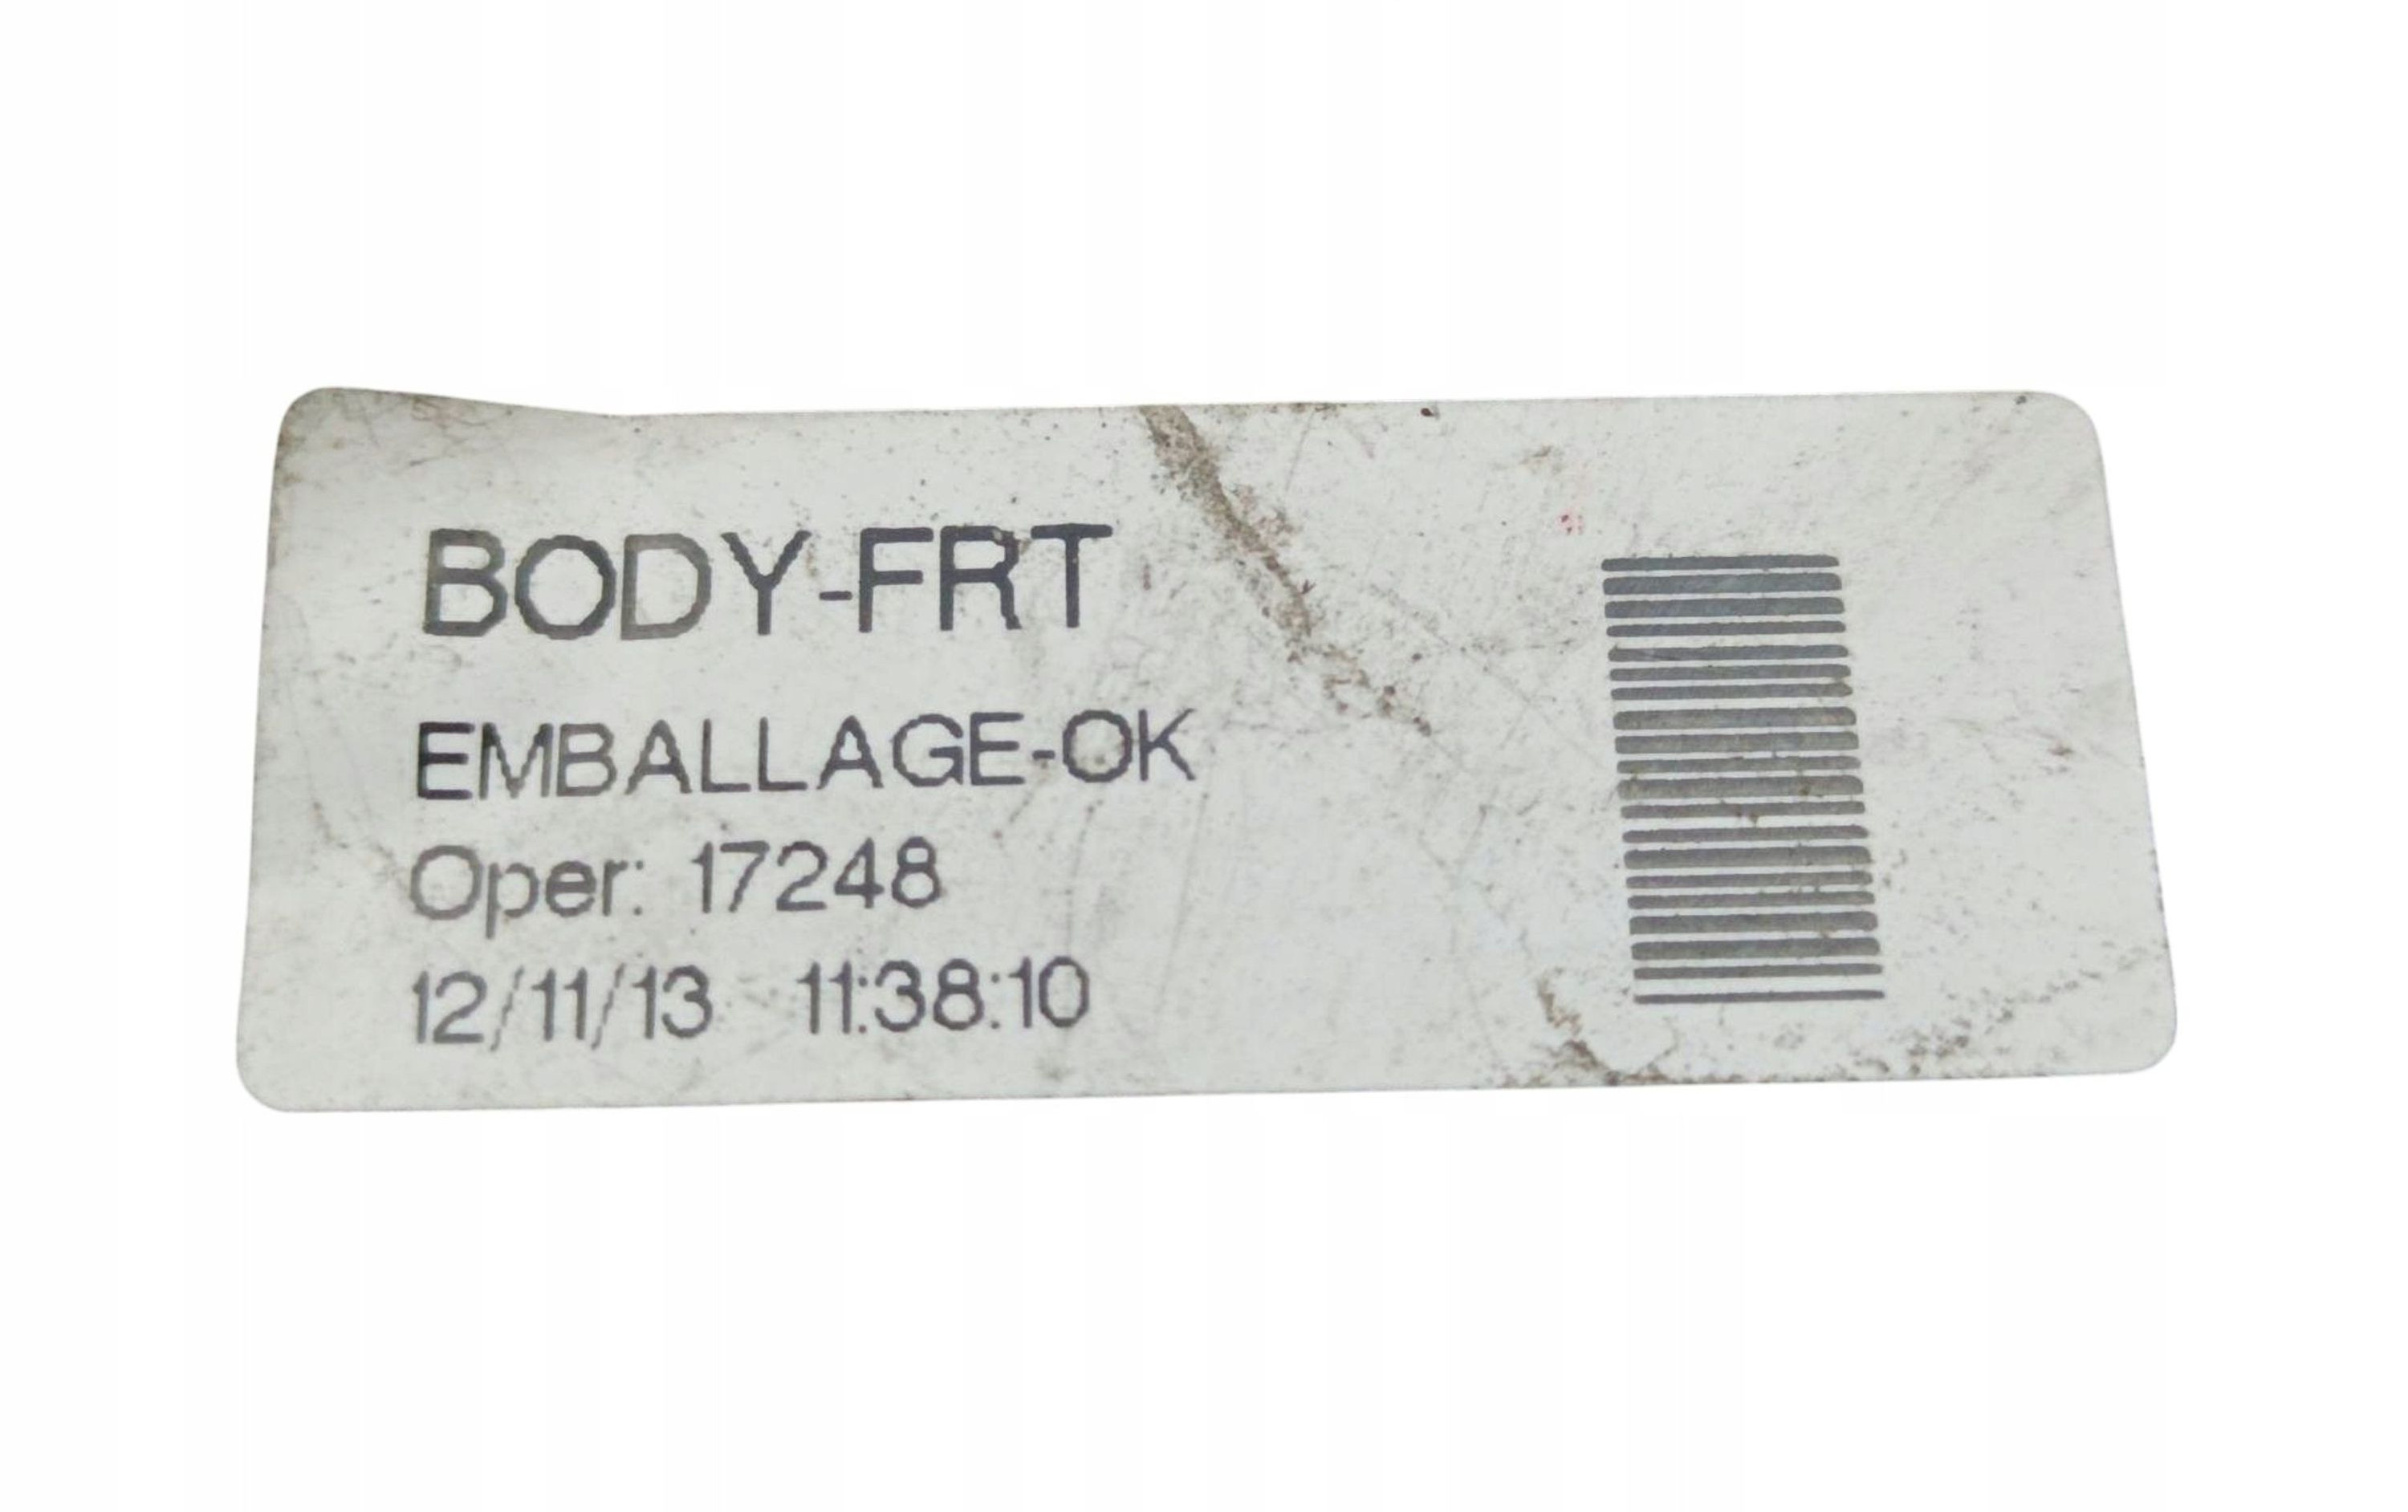 BODY-FRT
EMBALLAGE-OK
Oper: 17248
12/11/13 11:38:10